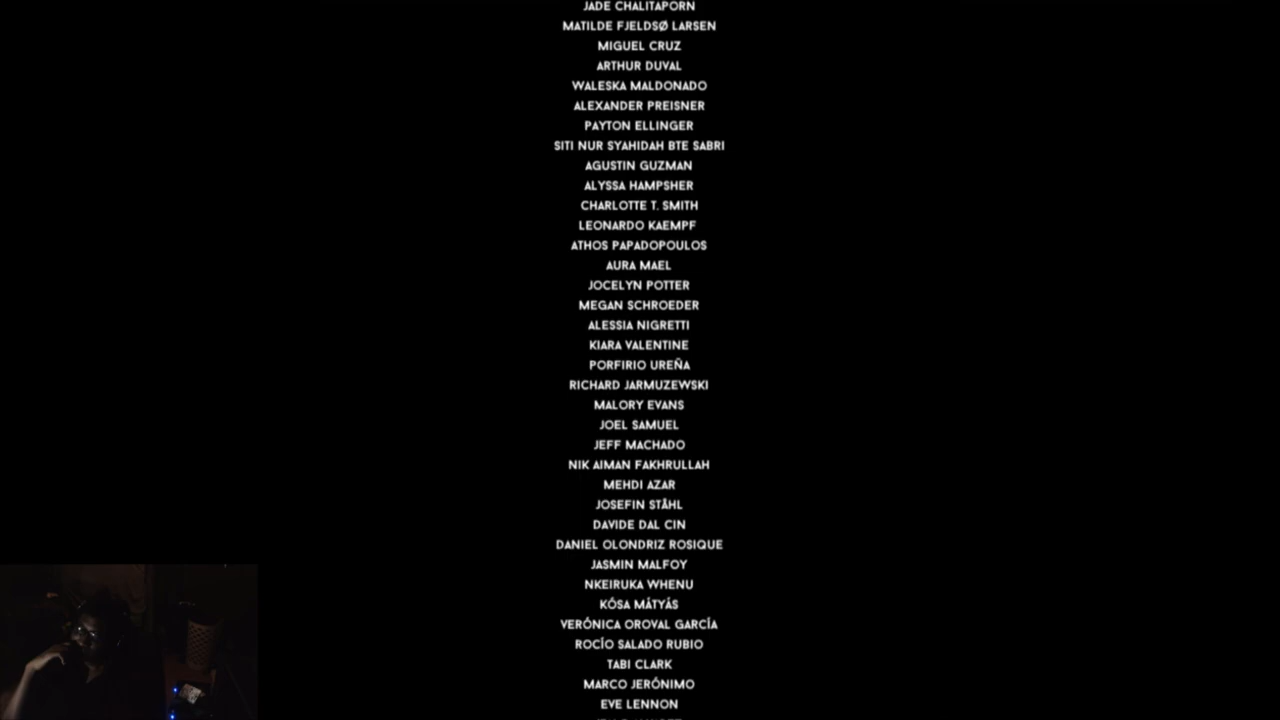 JADE CHALITAPORN
MATILDE FJELDSØ LARSEN
MIGUEL CRUZ
ARTHUR DUVAL
WALESKA MALDONADO
ALEXANDER PREISNER
PAYTON ELLINGER
SITI NUR SYAHIDAH BTE SABRI
AGUSTIN GUZMAN
ALYSSA HAMPSHER
CHARLOTTE T. SMITH
LEONARDO KAEMPF
ATHOS PAPADOPOULOS
AURA MAEL
JOCELYN POTTER
MEGAN SCHROEDER
ALESSIA NIGRETTI
KIARA VALENTINE
PORFIRIO UREÑA
RICHARD JARMUZEWSKI
MALORY EVANS
JOEL SAMUEL
JEFF MACHADO
NIK AIMAN FAKHRULLAH
MEHDI AZAR
JOSEFIN STÅHL
DAVIDE DAL CIN
DANIEL OLONDRIZ ROSIQUE
JASMIN MALFOY
NKEIRUKA WHENU
KÓSA MÁTYÁS
VERÓNICA OROVAL GARCÍA
ROCÍO SALADO RUBIO
TABI CLARK
MARCO JERÓNIMO
EVE LENNON